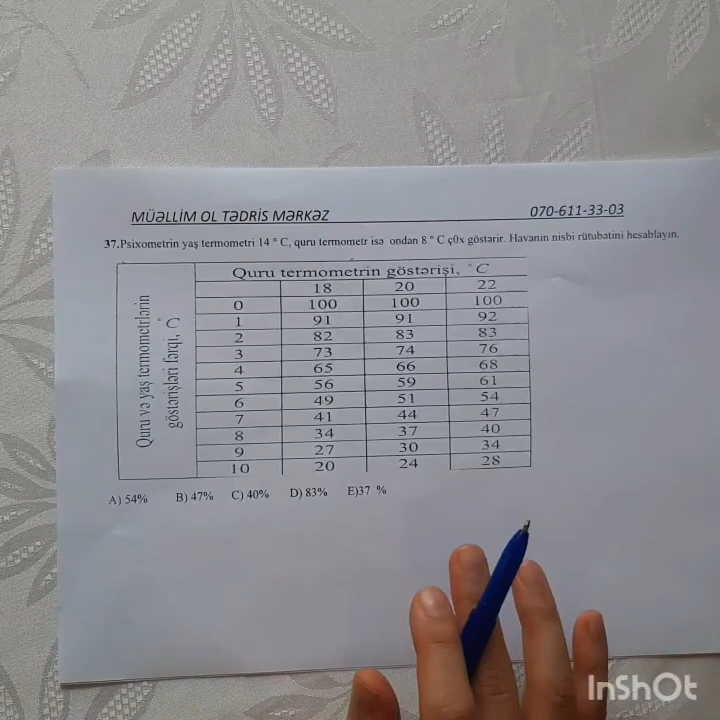 MÜƏLLİM OL TƏDRİS MƏRKƏZ 070-611-33-03
37.Psixometrin yaş termometri 14 ° C, quru termometr isə ondan 8 ° C çox göstərir. Havanın nisbi rütubətini hesablayın.
Quru və yaş termometrlərin
göstərişləri fərqi, °C
Quru termometrin göstərişi, °C
18 20 22
0 100 100 100
1 91 91 92
2 82 83 83
3 73 74 76
4 65 66 68
5 56 59 61
6 49 51 54
7 41 44 47
8 34 37 40
9 27 30 34
10 20 24 28
A) 54% B) 47% C) 40% D) 83% E)37 %
InShOt